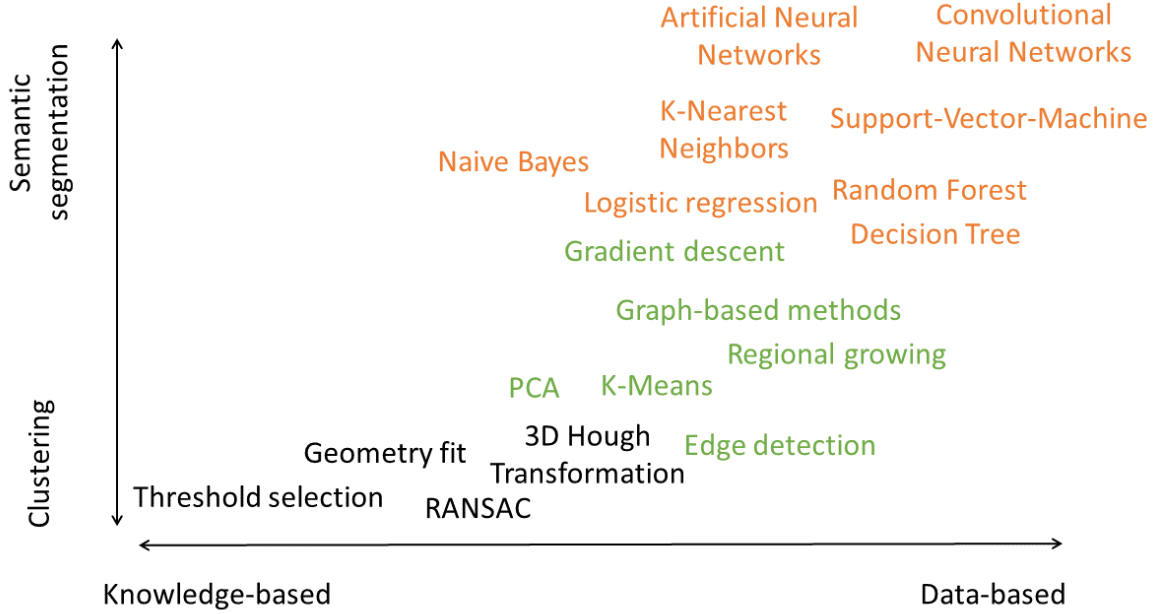 Artificial Neural
Networks
Convolutional
Neural Networks
Semantic
segmentation
K-Nearest
Neighbors
Support-Vector-Machine
Naive Bayes
Random Forest
Logistic regression
Decision Tree
Gradient descent
Graph-based methods
Regional growing
PCA
K-Means
Clustering
3D Hough
Transformation
Edge detection
Geometry fit
Threshold selection
RANSAC
Knowledge-based
Data-based